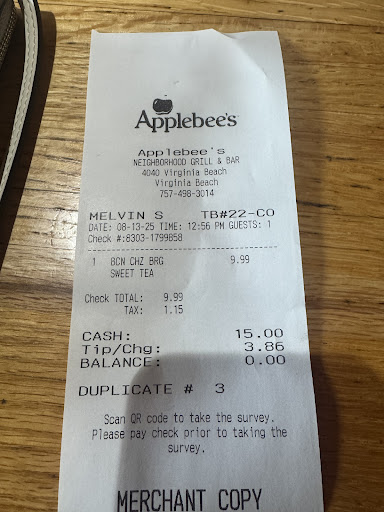 Applebee's
Applebee's
NEIGHBORHOOD GRILL & BAR
4040 Virginia Beach
Virginia Beach
757-498-3014
MELVIN S TB#22-CO
DATE: 08-13-25 TIME: 12:56 PM GUESTS: 1
Check #:8303-1799858
1 BCN CHZ BRG 9.99
SWEET TEA
Check TOTAL: 9.99
TAX: 1.15
CASH: 15.00
Tip/Chg: 3.86
BALANCE: 0.00
DUPLICATE # 3
Scan QR code to take the survey.
Please pay check prior to taking the
survey.
MERCHANT COPY